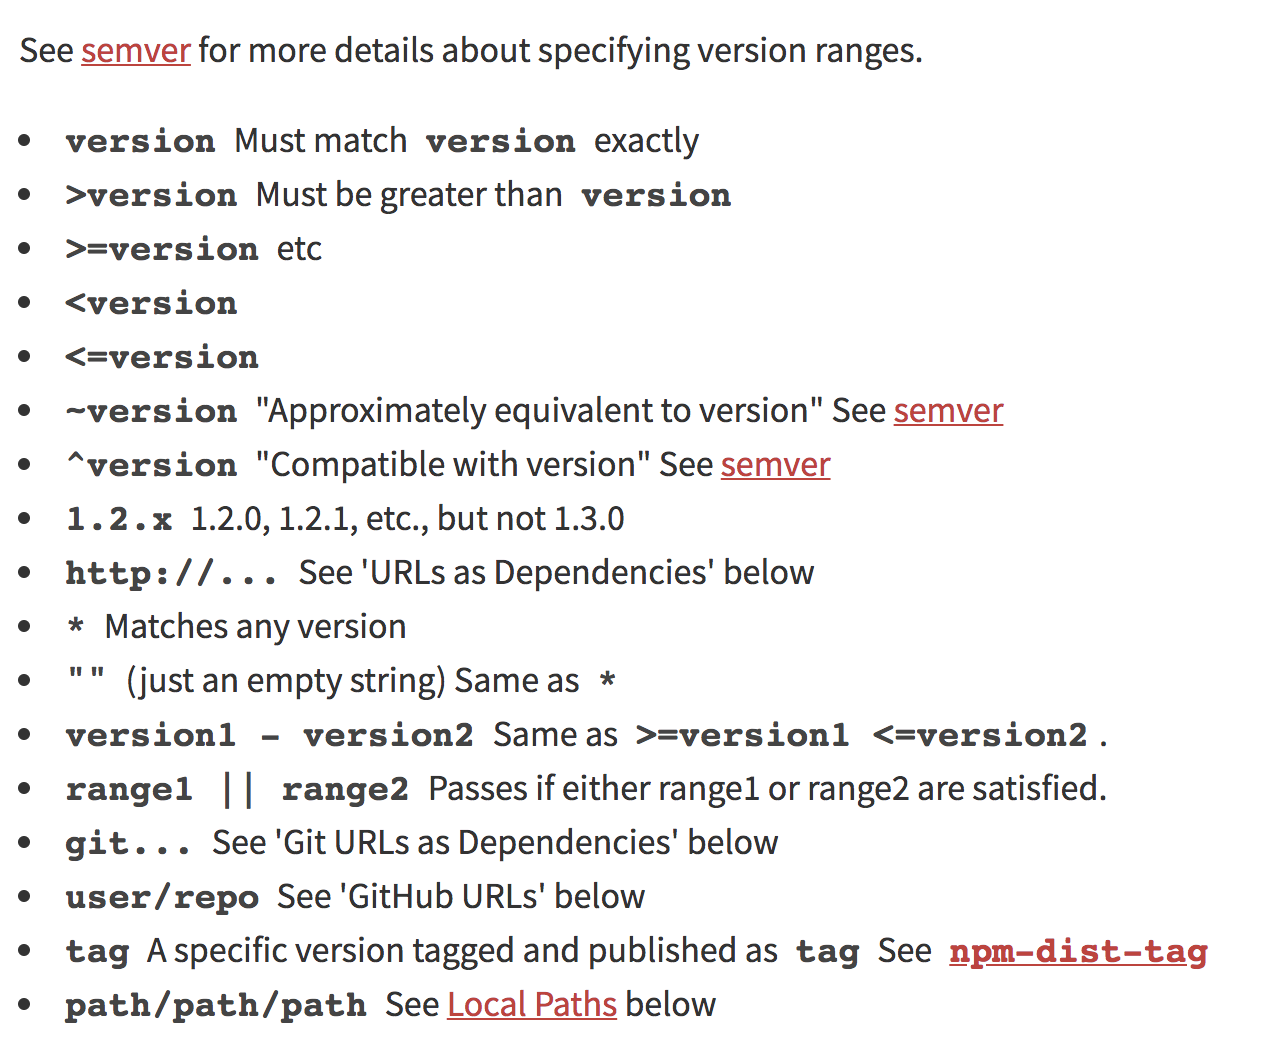 See semver for more details about specifying version ranges.
• version Must match version exactly
• >version Must be greater than version
• >=version etc
• <version
• <=version
• ~version "Approximately equivalent to version" See semver
• ^version "Compatible with version" See semver
• 1.2.x 1.2.0, 1.2.1, etc., but not 1.3.0
• http://... See 'URLs as Dependencies' below
• * Matches any version
• "" (just an empty string) Same as *
• version1 - version2 Same as >=version1 <=version2 .
• range1 || range2 Passes if either range1 or range2 are satisfied.
• git... See 'Git URLs as Dependencies' below
• user/repo See 'GitHub URLs' below
• tag A specific version tagged and published as tag See npm-dist-tag
• path/path/path See Local Paths below